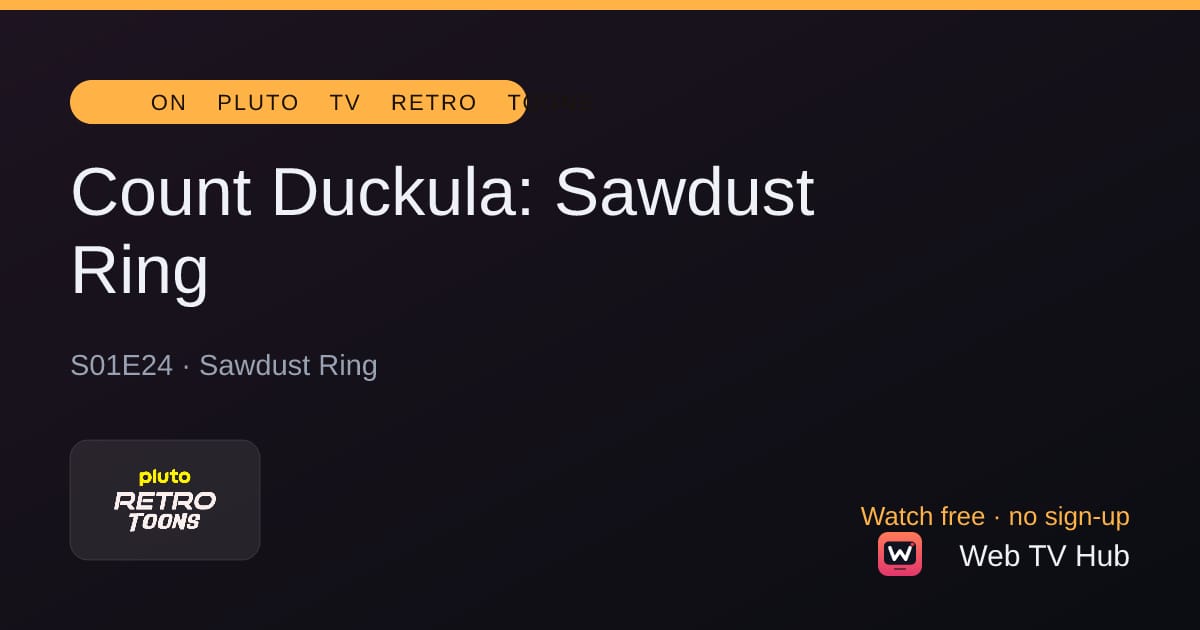 ON PLUTO TV RETRO TOONS
Count Duckula: Sawdust
Ring
S01E24 · Sawdust Ring
pluto
RETRO
TOONS
Watch free · no sign-up
W
Web TV Hub